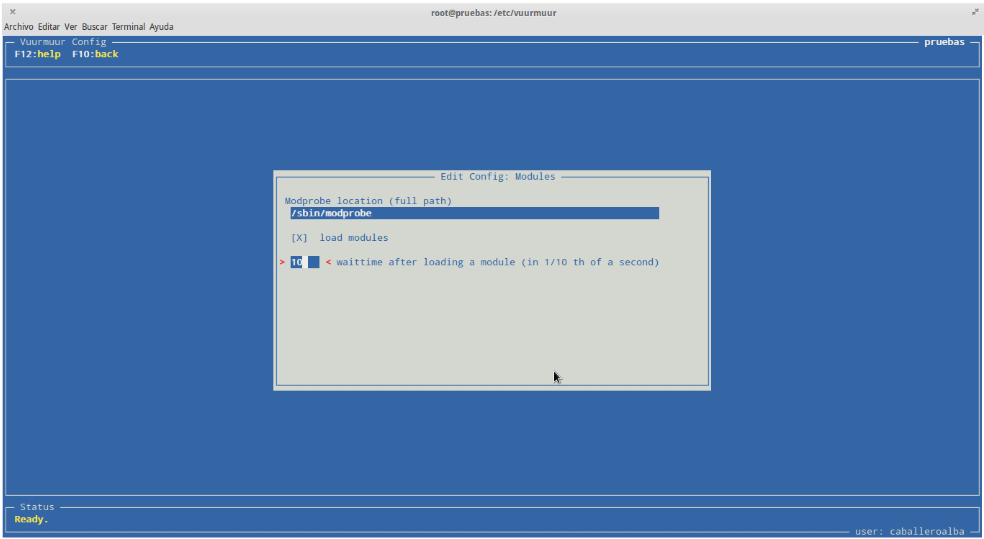 root@pruebas: /etc/vuurmuur
Archivo Editar Ver Buscar Terminal Ayuda
Vuurmuur Config pruebas
F12:help F10:back
Edit Config: Modules
Modprobe location (full path)
/sbin/modprobe
[X] load modules
> 10 < waittime after loading a module (in 1/10 th of a second)
Status
Ready.
user: caballeroalba